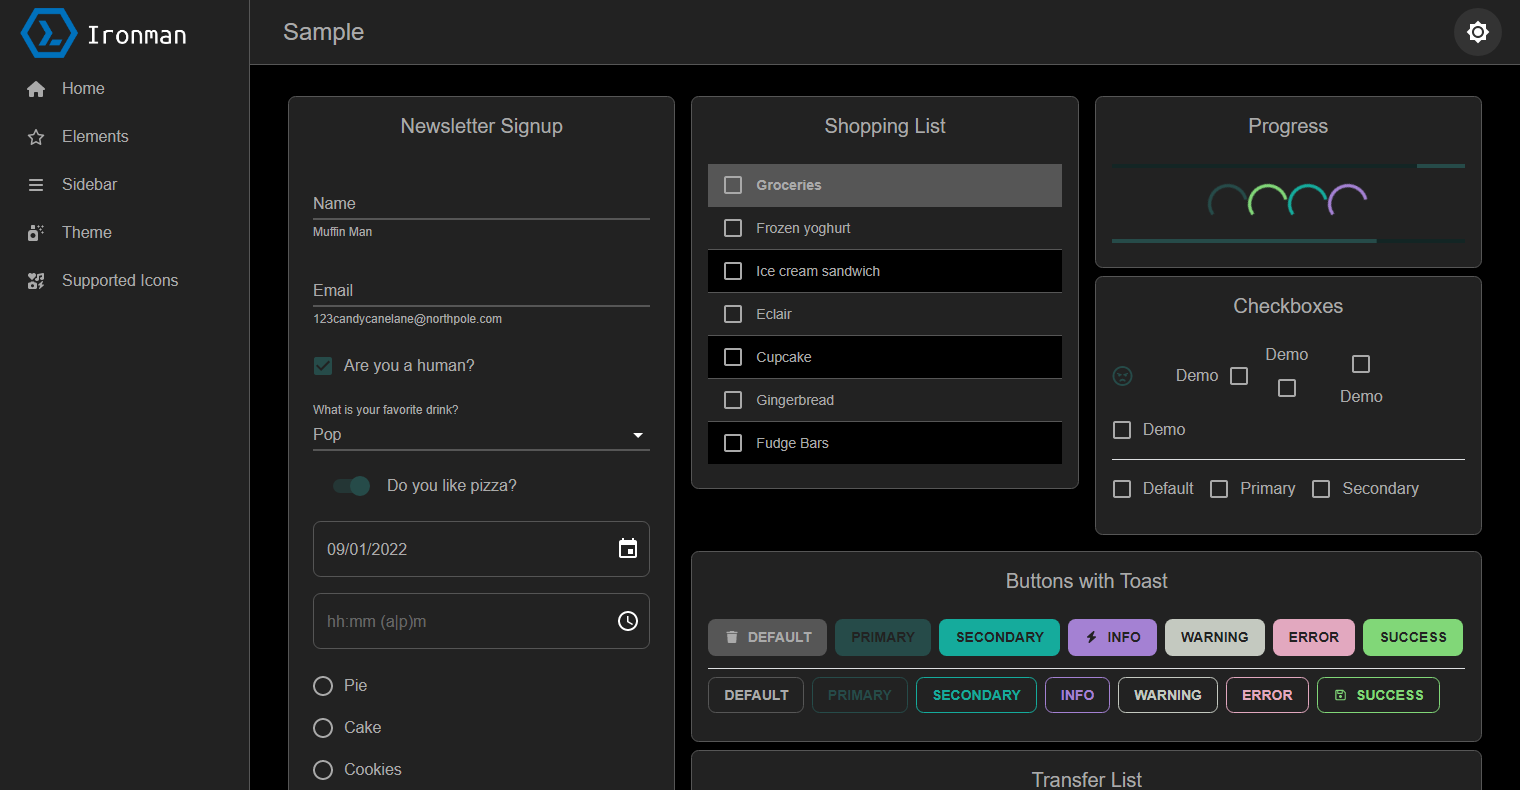 Ironman
Home
Elements
Sidebar
Theme
Supported Icons
Sample
Newsletter Signup
Name
Muffin Man
Email
123candycanelane@northpole.com
Are you a human?
What is your favorite drink?
Pop
Do you like pizza?
09/01/2022
hh:mm (a|p)m
Pie
Cake
Cookies
Shopping List
Groceries
Frozen yoghurt
Ice cream sandwich
Eclair
Cupcake
Gingerbread
Fudge Bars
Progress
Checkboxes
Demo
Demo
Demo
Demo
Default Primary Secondary
Buttons with Toast
DEFAULT PRIMARY SECONDARY INFO WARNING ERROR SUCCESS
DEFAULT PRIMARY SECONDARY INFO WARNING ERROR SUCCESS
Transfer List